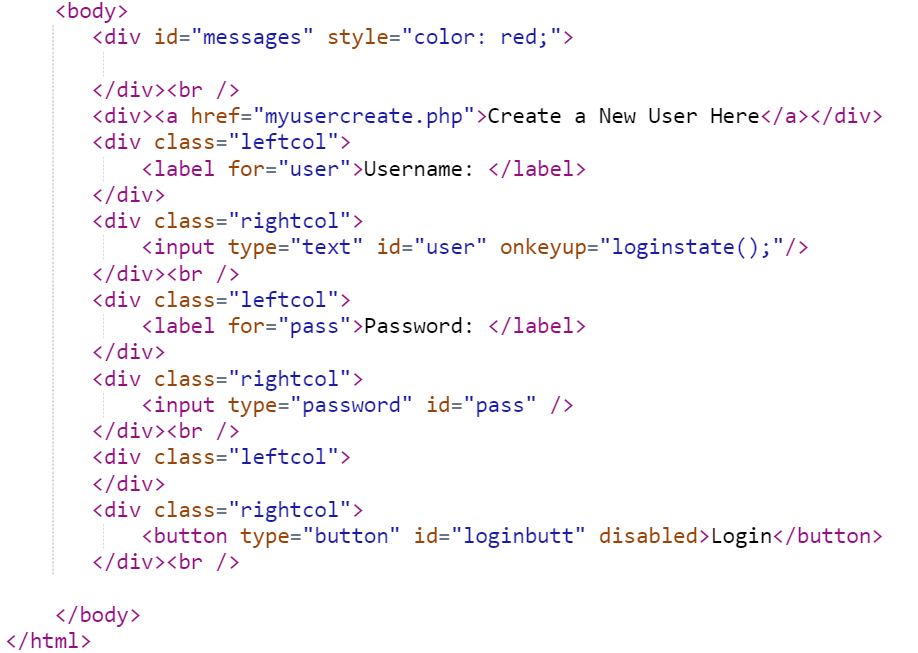 <body>
<div id="messages" style="color: red;">
</div><br />
<div><a href="myusercreate.php">Create a New User Here</a></div>
<div class="leftcol">
<label for="user">Username: </label>
</div>
<div class="rightcol">
<input type="text" id="user" onkeyup="loginstate();"/>
</div><br />
<div class="leftcol">
<label for="pass">Password: </label>
</div>
<div class="rightcol">
<input type="password" id="pass" />
</div><br />
<div class="leftcol">
</div>
<div class="rightcol">
<button type="button" id="loginbutt" disabled>Login</button>
</div><br />
</body>
</html>